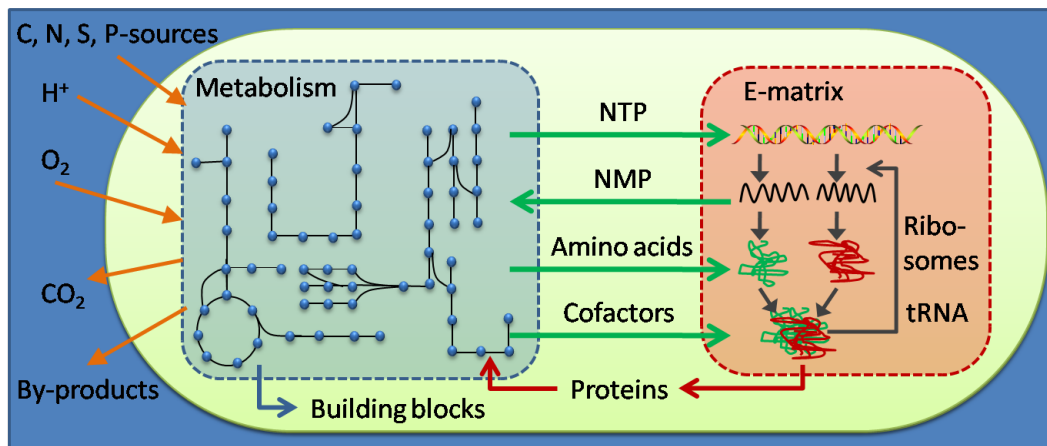 C, N, S, P-sources
H⁺
O₂
CO₂
By-products
Metabolism
Building blocks
NTP
NMP
Amino acids
Cofactors
Proteins
E-matrix
Ribo-
somes
tRNA